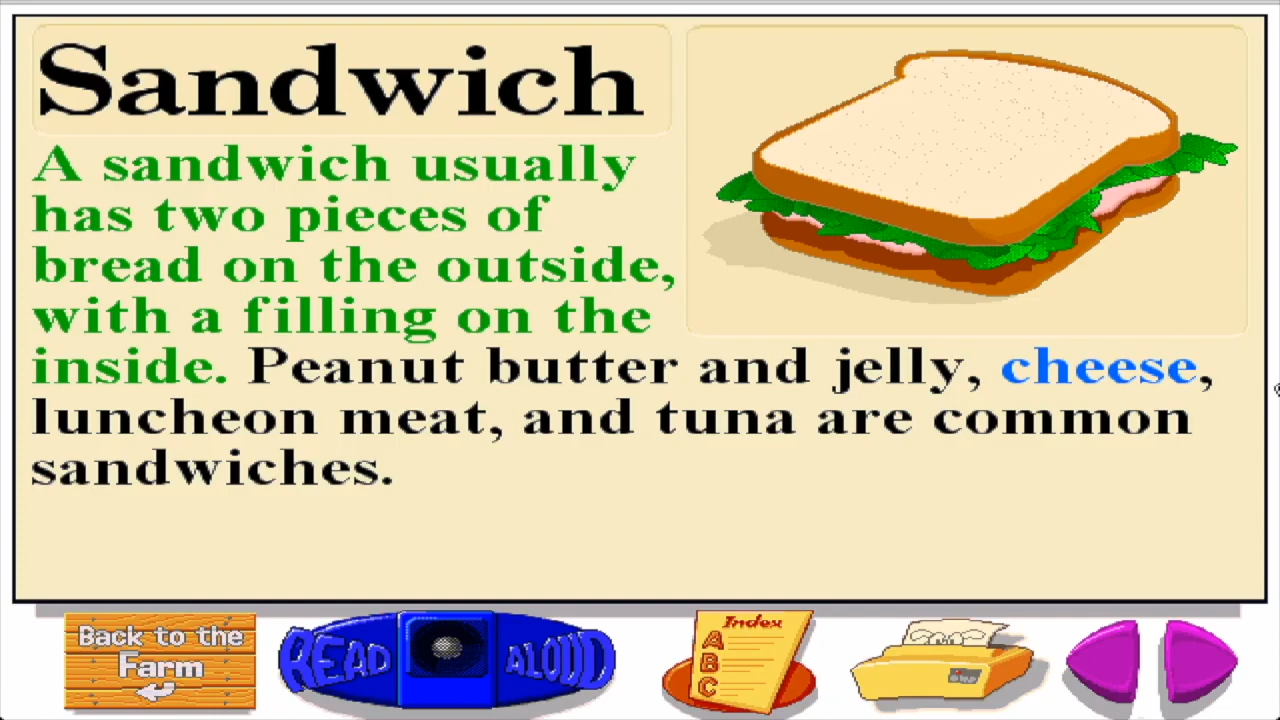 Sandwich
A sandwich usually
has two pieces of
bread on the outside,
with a filling on the
inside. Peanut butter and jelly, cheese,
luncheon meat, and tuna are common
sandwiches.
Back to the
Farm
READ ALOUD
Index
A
B
C